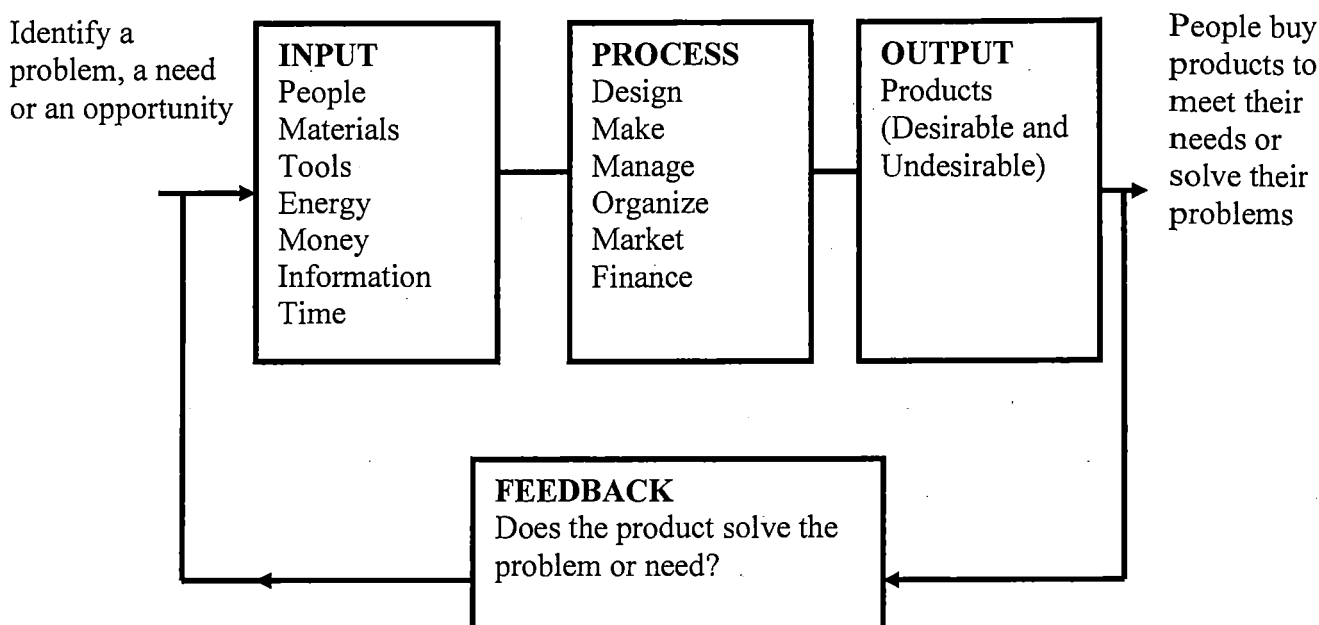 Identify a
problem, a need
or an opportunity
INPUT
People
Materials
Tools
Energy
Money
Information
Time
PROCESS
Design
Make
Manage
Organize
Market
Finance
OUTPUT
Products
(Desirable and
Undesirable)
People buy
products to
meet their
needs or
solve their
problems
FEEDBACK
Does the product solve the
problem or need?